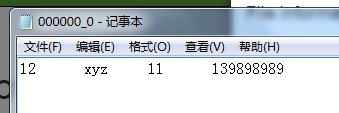 000000_0 - 记事本
文件(F) 编辑(E) 格式(O) 查看(V) 帮助(H)
12 xyz 11 139898989